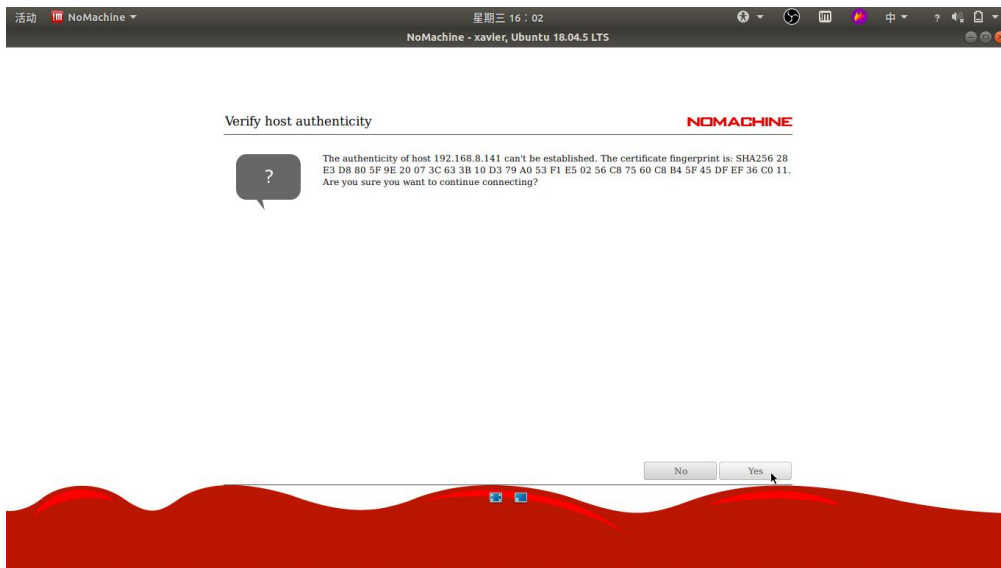 活动 NoMachine 星期三 16：02 中 ?
NoMachine - xavier, Ubuntu 18.04.5 LTS
Verify host authenticity NOMACHINE
? The authenticity of host 192.168.8.141 can't be established. The certificate fingerprint is: SHA256 28
E3 D8 80 5F 9E 20 07 3C 63 3B 10 D3 79 A0 53 F1 E5 02 56 C8 75 60 C8 B4 5F 45 DF EF 36 C0 11.
Are you sure you want to continue connecting?
No Yes